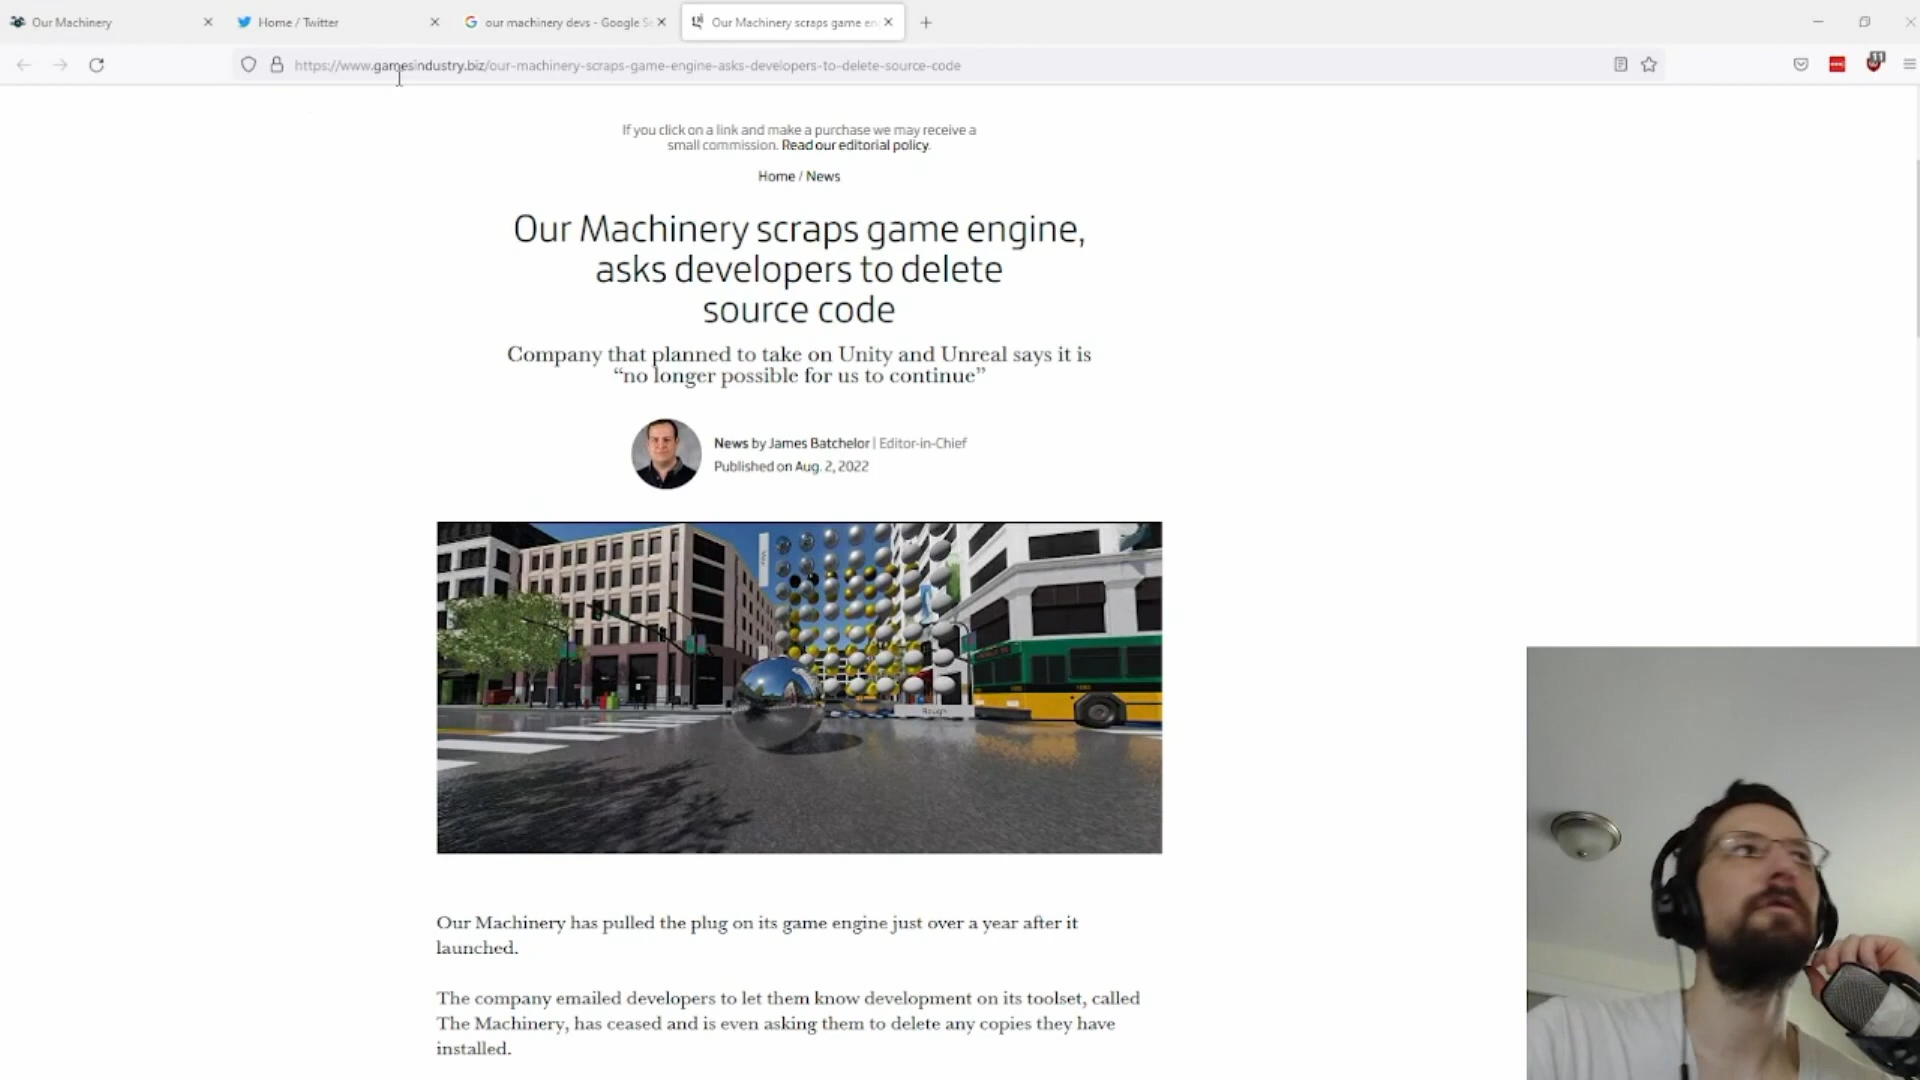 Our Machinery
Home / Twitter
our machinery devs - Google Se
Our Machinery scraps game en
https://www.gamesindustry.biz/our-machinery-scraps-game-engine-asks-developers-to-delete-source-code
If you click on a link and make a purchase we may receive a
small commission. Read our editorial policy.
Home / News
Our Machinery scraps game engine,
asks developers to delete
source code
Company that planned to take on Unity and Unreal says it is
“no longer possible for us to continue”
News by James Batchelor | Editor-in-Chief
Published on Aug. 2, 2022
Rough
Our Machinery has pulled the plug on its game engine just over a year after it
launched.
The company emailed developers to let them know development on its toolset, called
The Machinery, has ceased and is even asking them to delete any copies they have
installed.